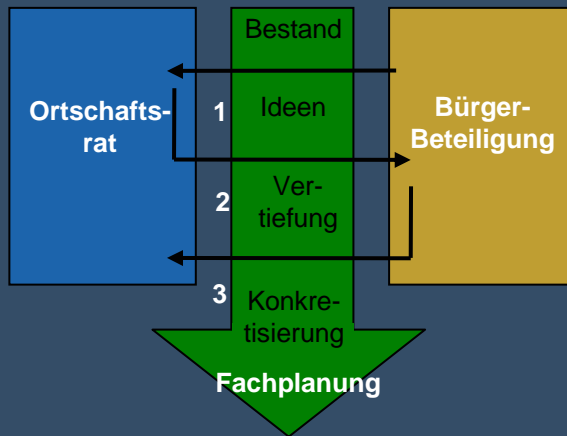 Bestand
Ortschafts-
rat
1
Ideen
Bürger-
Beteiligung
2
Ver-
tiefung
3
Konkre-
tisierung
Fachplanung